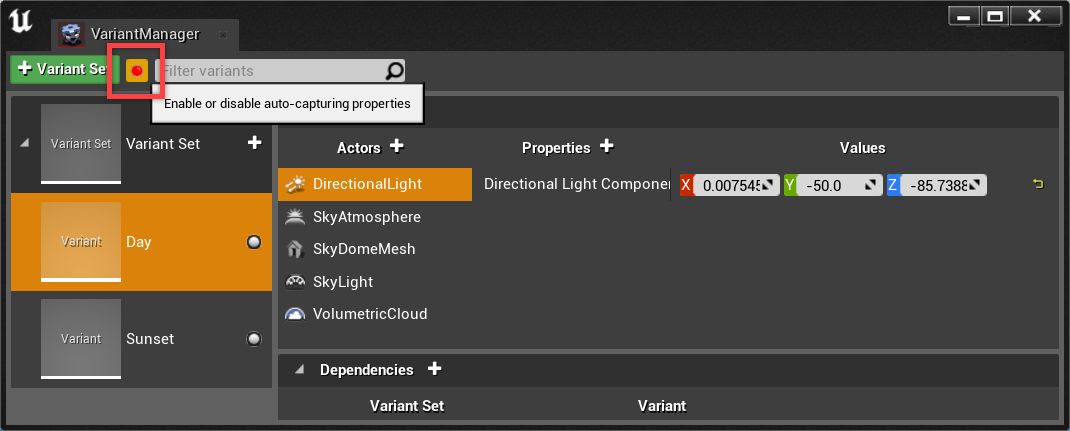 VariantManager
Variant Se
Filter variants
Enable or disable auto-capturing properties
Variant Set
Variant Set
Actors
Properties
Values
DirectionalLight
Directional Light Componen
X
0.007545
Y
-50.0
Z
-85.7388
SkyAtmosphere
SkyDomeMesh
SkyLight
VolumetricCloud
Variant
Day
Variant
Sunset
Dependencies
Variant Set
Variant